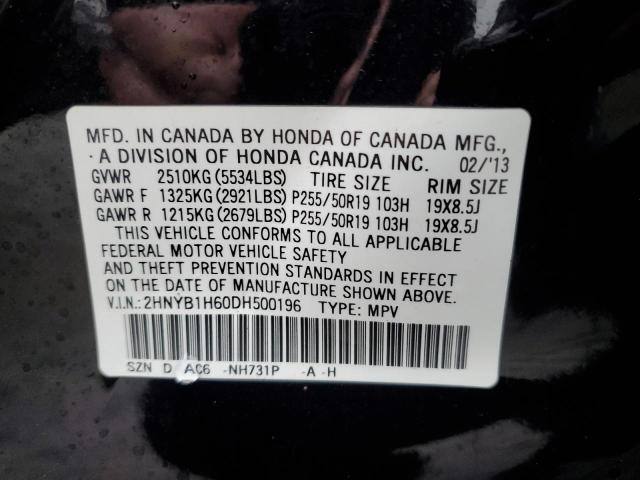 MFD. IN CANADA BY HONDA OF CANADA MFG.,
A DIVISION OF HONDA CANADA INC. 02/'13
GVWR 2510KG (5534LBS) TIRE SIZE RIM SIZE
GAWR F 1325KG (2921LBS) P255/50R19 103H 19X8.5J
GAWR R 1215KG (2679LBS) P255/50R19 103H 19X8.5J
THIS VEHICLE CONFORMS TO ALL APPLICABLE
FEDERAL MOTOR VEHICLE SAFETY
AND THEFT PREVENTION STANDARDS IN EFFECT
ON THE DATE OF MANUFACTURE SHOWN ABOVE.
V.I.N.: 2HNYB1H60DH500196 TYPE: MPV
SZN D AC6 -NH731P -A -H